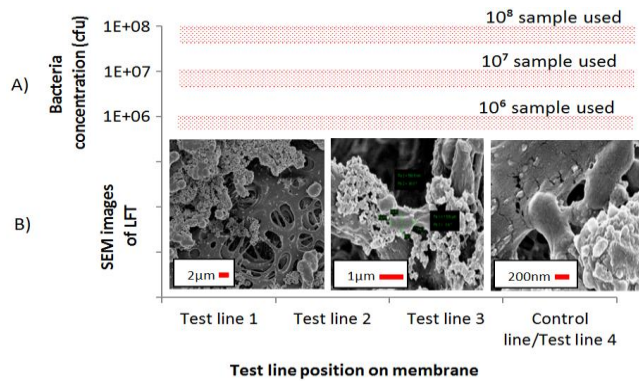 10⁸ sample used
1E+08
10⁷ sample used
1E+07
10⁶ sample used
1E+06
A)
Bacteria
concentration (cfu)
B)
SEM images
of LFT
2μm
1μm
200nm
Test line 1
Test line 2
Test line 3
Control
line/Test line 4
Test line position on membrane